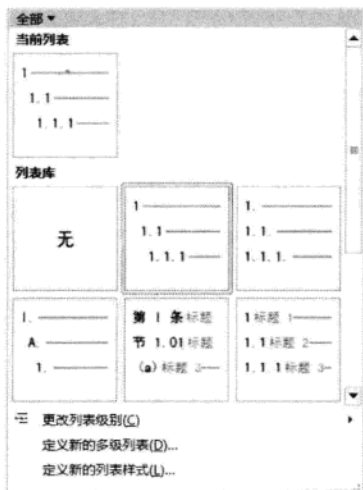 全部▼
当前列表
1
1.1
1.1.1
列表库
无
1
1.1
1.1.1
1.
1.1.
1.1.1.
I.
A.
1.
第 I 条标题
节 1.01标题
(a)标题 3
1标题 1
1.1标题 2
1.1.1标题 3
更改列表级别(C)
定义新的多级列表(D)...
定义新的列表样式(L)...